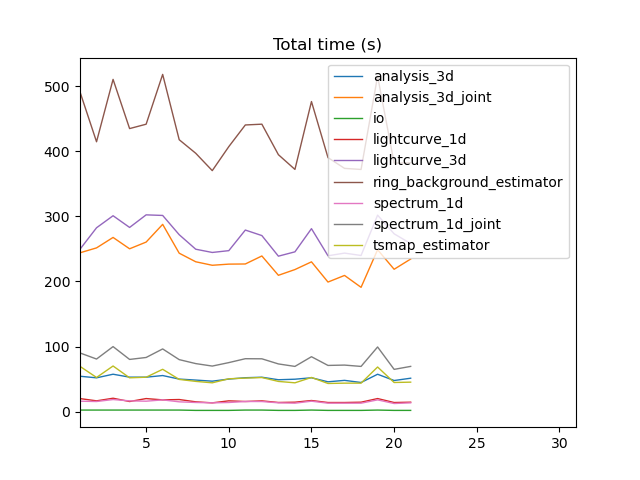 Total time (s)
analysis_3d
analysis_3d_joint
io
lightcurve_1d
lightcurve_3d
ring_background_estimator
spectrum_1d
spectrum_1d_joint
tsmap_estimator
500
400
300
200
100
0
5
10
15
20
25
30